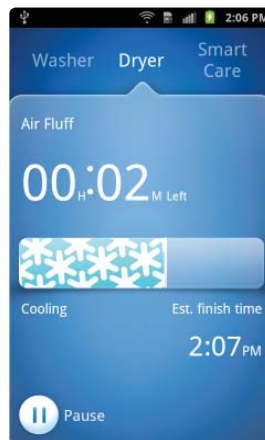 2:06 PM
Washer Dryer Smart Care
Air Fluff
00H:02M Left
Cooling Est. finish time
2:07PM
Pause